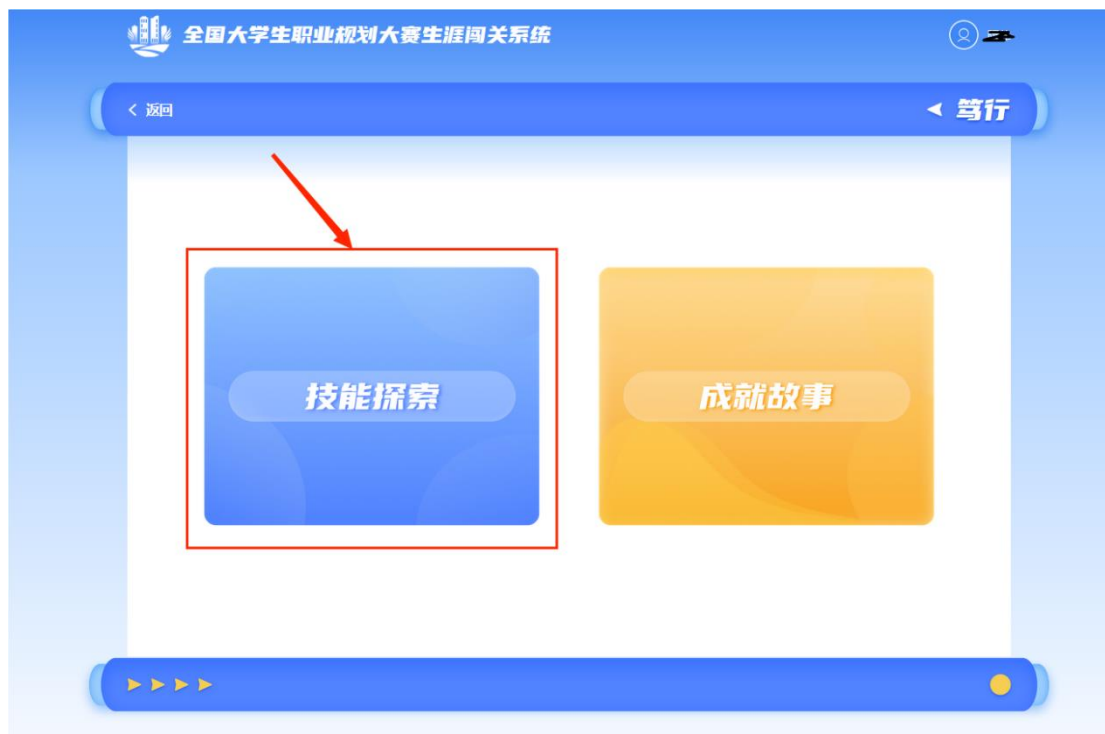 全国大学生职业规划大赛生涯闯关系统
返回
笃行
技能探索
成就故事